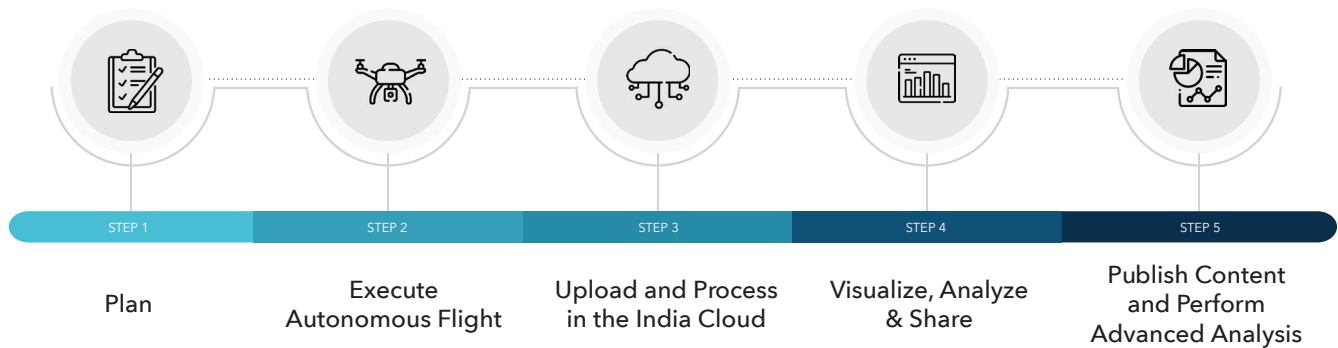 STEP 1
STEP 2
STEP 3
STEP 4
STEP 5
Plan
Execute
Autonomous Flight
Upload and Process
in the India Cloud
Visualize, Analyze
& Share
Publish Content
and Perform
Advanced Analysis